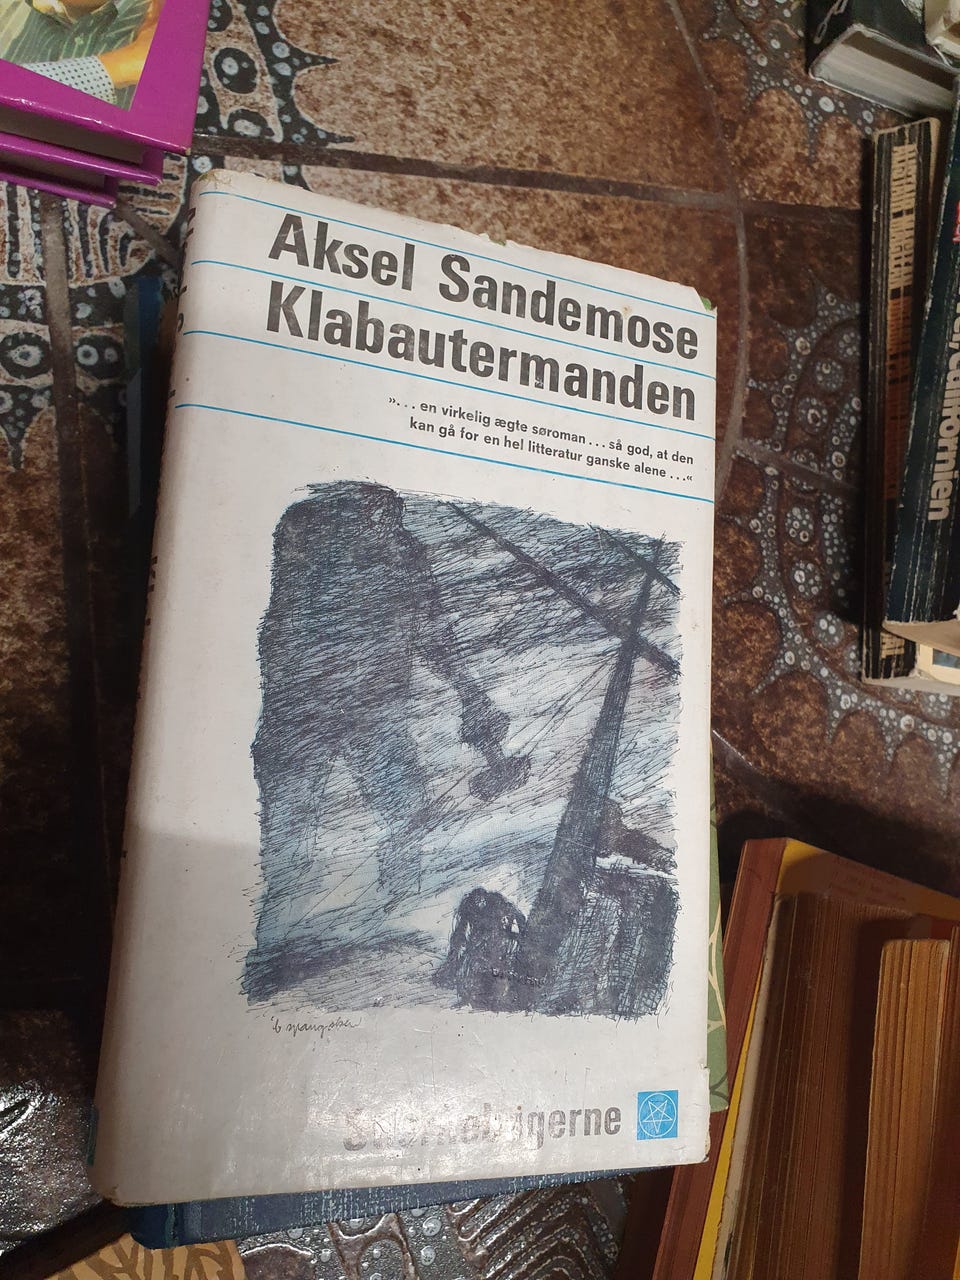 Aksel Sandemose
Klabautermanden
»... en virkelig ægte søroman ... så god, at den
kan gå for en hel litteratur ganske alene ...«
Stjernebøgerne